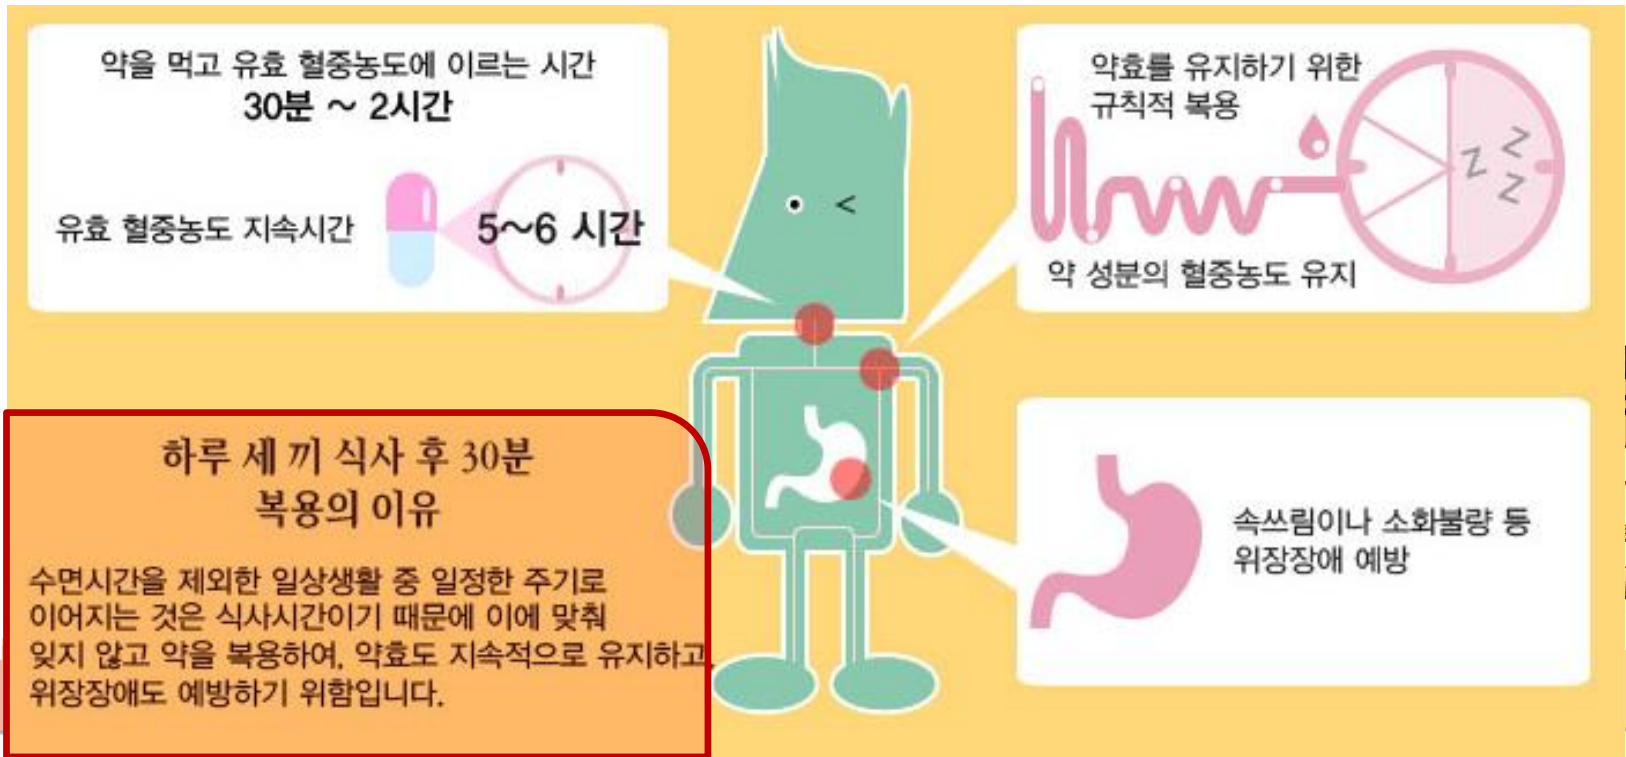 약을 먹고 유효 혈중농도에 이르는 시간
30분 ~ 2시간
유효 혈중농도 지속시간
5~6 시간
약효를 유지하기 위한
규칙적 복용
Z
Z
Z
약 성분의 혈중농도 유지
하루 세 끼 식사 후 30분
복용의 이유
수면시간을 제외한 일상생활 중 일정한 주기로
이어지는 것은 식사시간이기 때문에 이에 맞춰
잊지 않고 약을 복용하여, 약효도 지속적으로 유지하고,
위장장애도 예방하기 위함입니다.
속쓰림이나 소화불량 등
위장장애 예방